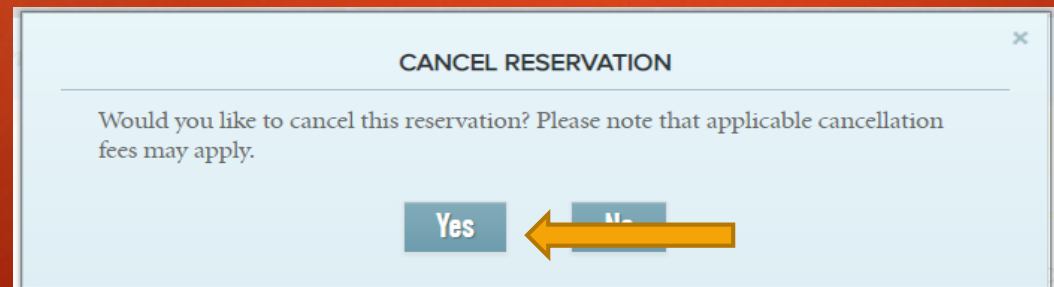 ×
CANCEL RESERVATION
Would you like to cancel this reservation? Please note that applicable cancellation
fees may apply.
Yes